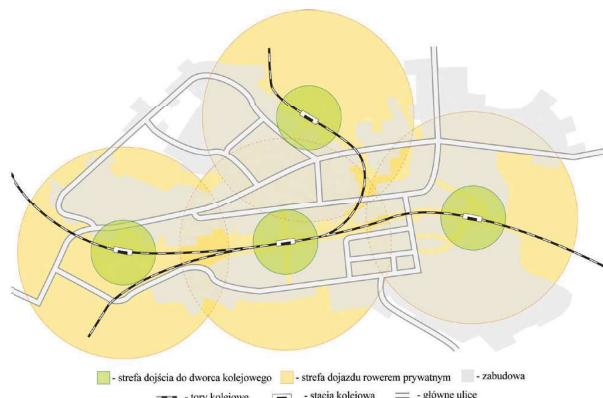 - strefa dojścia do dworca kolejowego - strefa dojazdu rowerem prywatnym - zabudowa
- tory kolejowe - stacja kolejowa - główne ulice